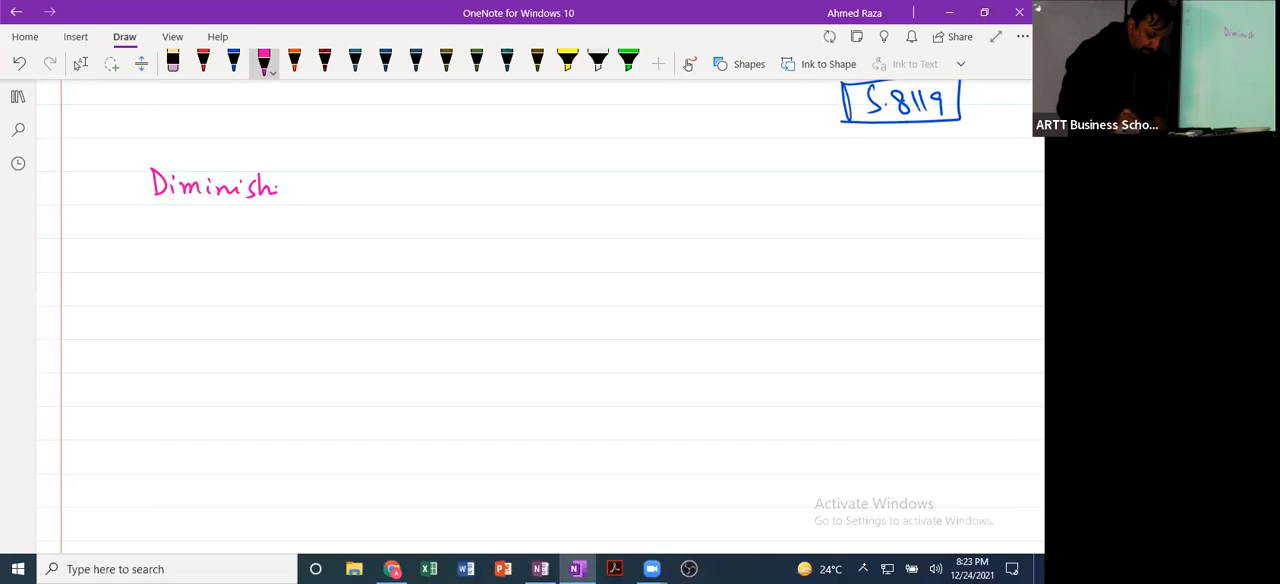 OneNote for Windows 10
Ahmed Raza
Home Insert Draw View Help
Share
Shapes Ink to Shape Ink to Text
5.8119
Diminish
Diminish
ARTT Business Scho...
Activate Windows
Go to Settings to activate Windows.
Type here to search
24°C
8:23 PM
12/24/2021